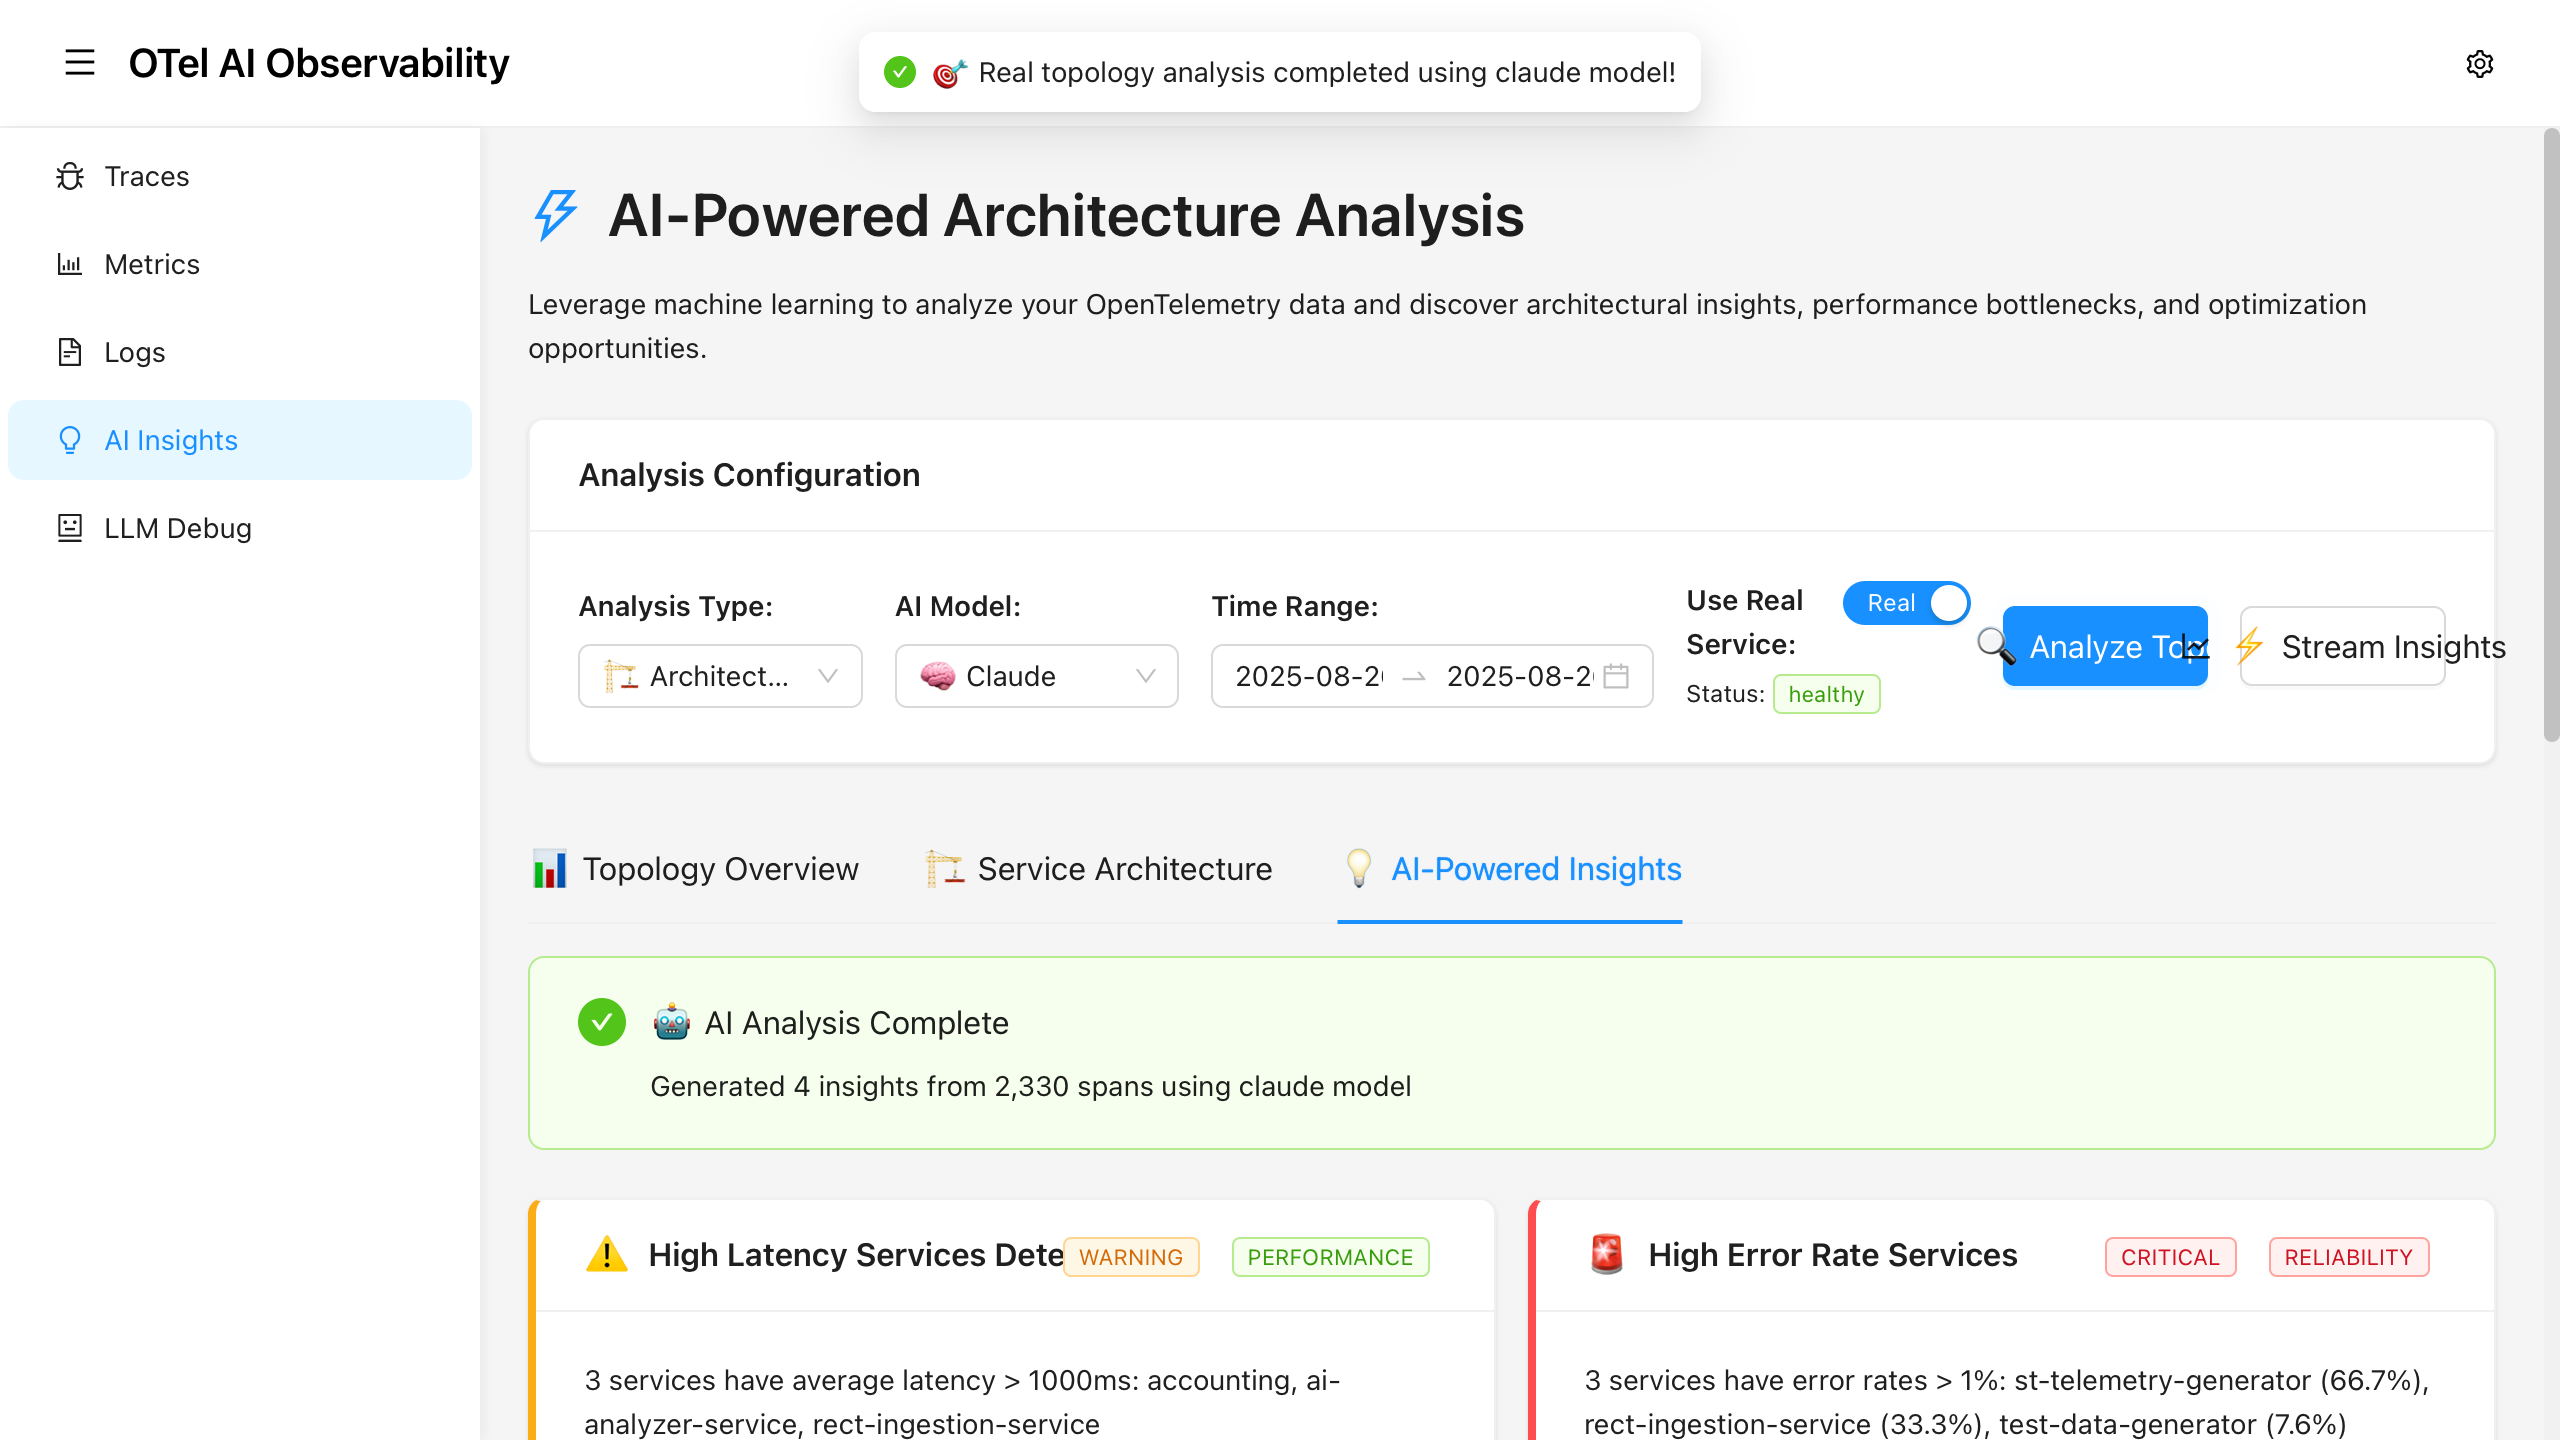 OTel AI Observability
Real topology analysis completed using claude model!
Traces
Metrics
Logs
AI Insights
LLM Debug
AI-Powered Architecture Analysis
Leverage machine learning to analyze your OpenTelemetry data and discover architectural insights, performance bottlenecks, and optimization
opportunities.
Analysis Configuration
Analysis Type:
Architect...
AI Model:
Claude
Time Range:
2025-08-2
2025-08-2
Use Real
Service:
Real
Status: healthy
Analyze Top
Stream Insights
Topology Overview
Service Architecture
AI-Powered Insights
AI Analysis Complete
Generated 4 insights from 2,330 spans using claude model
High Latency Services Dete
WARNING
PERFORMANCE
3 services have average latency > 1000ms: accounting, ai-
analyzer-service, rect-ingestion-service
High Error Rate Services
CRITICAL
RELIABILITY
3 services have error rates > 1%: st-telemetry-generator (66.7%),
rect-ingestion-service (33.3%), test-data-generator (7.6%)